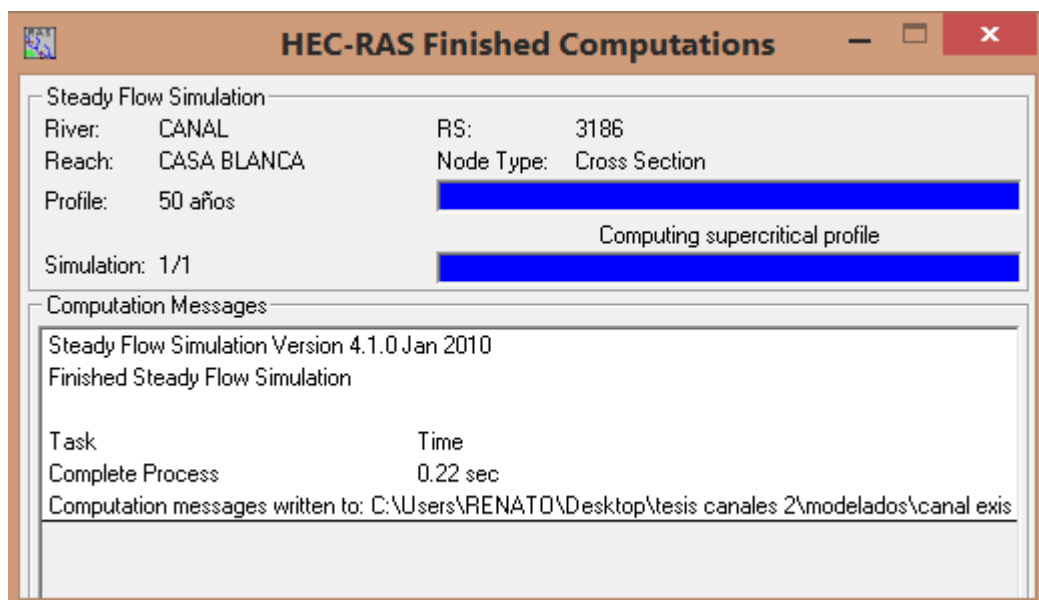 HEC-RAS Finished Computations
Steady Flow Simulation
River: CANAL RS: 3186
Reach: CASA BLANCA Node Type: Cross Section
Profile: 50 años
Computing supercritical profile
Simulation: 1/1
Computation Messages
Steady Flow Simulation Version 4.1.0 Jan 2010
Finished Steady Flow Simulation
Task Time
Complete Process 0.22 sec
Computation messages written to: C:\Users\RENATO\Desktop\tesis canales 2\modelados\canal exis